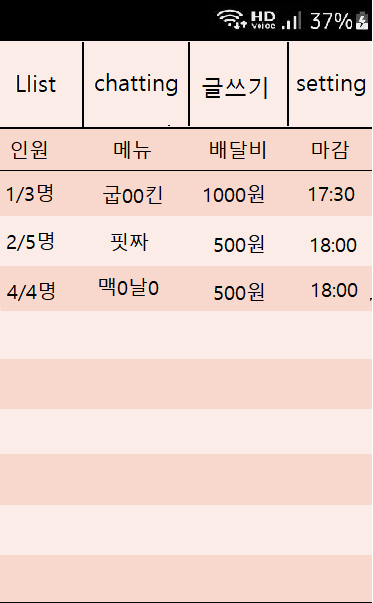 HD Voice 37%
Llist chatting 글쓰기 setting
인원 메뉴 배달비 마감
1/3명 굽00킨 1000원 17:30
2/5명 핏짜 500원 18:00
4/4명 맥0날0 500원 18:00